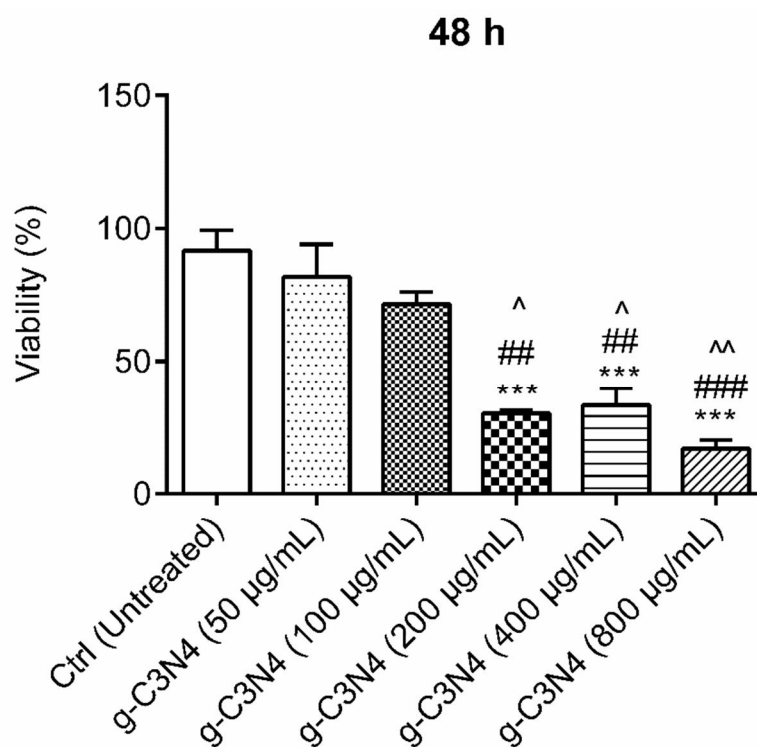 48 h
Viability (%)
150
100
50
0
^
##
***
^
##
***
^^
###
***
Ctrl (Untreated)
g-C3N4 (50 µg/mL)
g-C3N4 (100 µg/mL)
g-C3N4 (200 µg/mL)
g-C3N4 (400 µg/mL)
g-C3N4 (800 µg/mL)